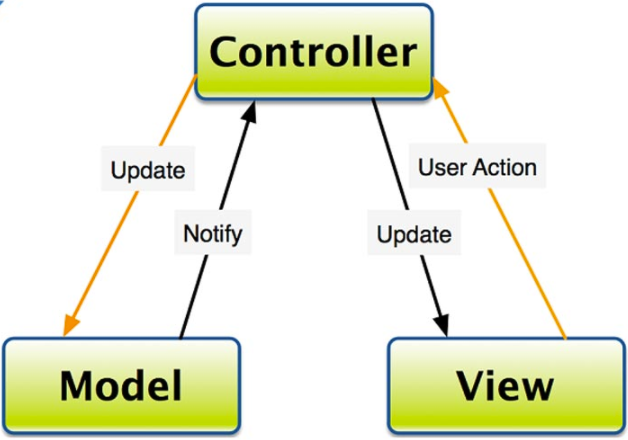 Controller
Update
User Action
Notify
Update
Model
View